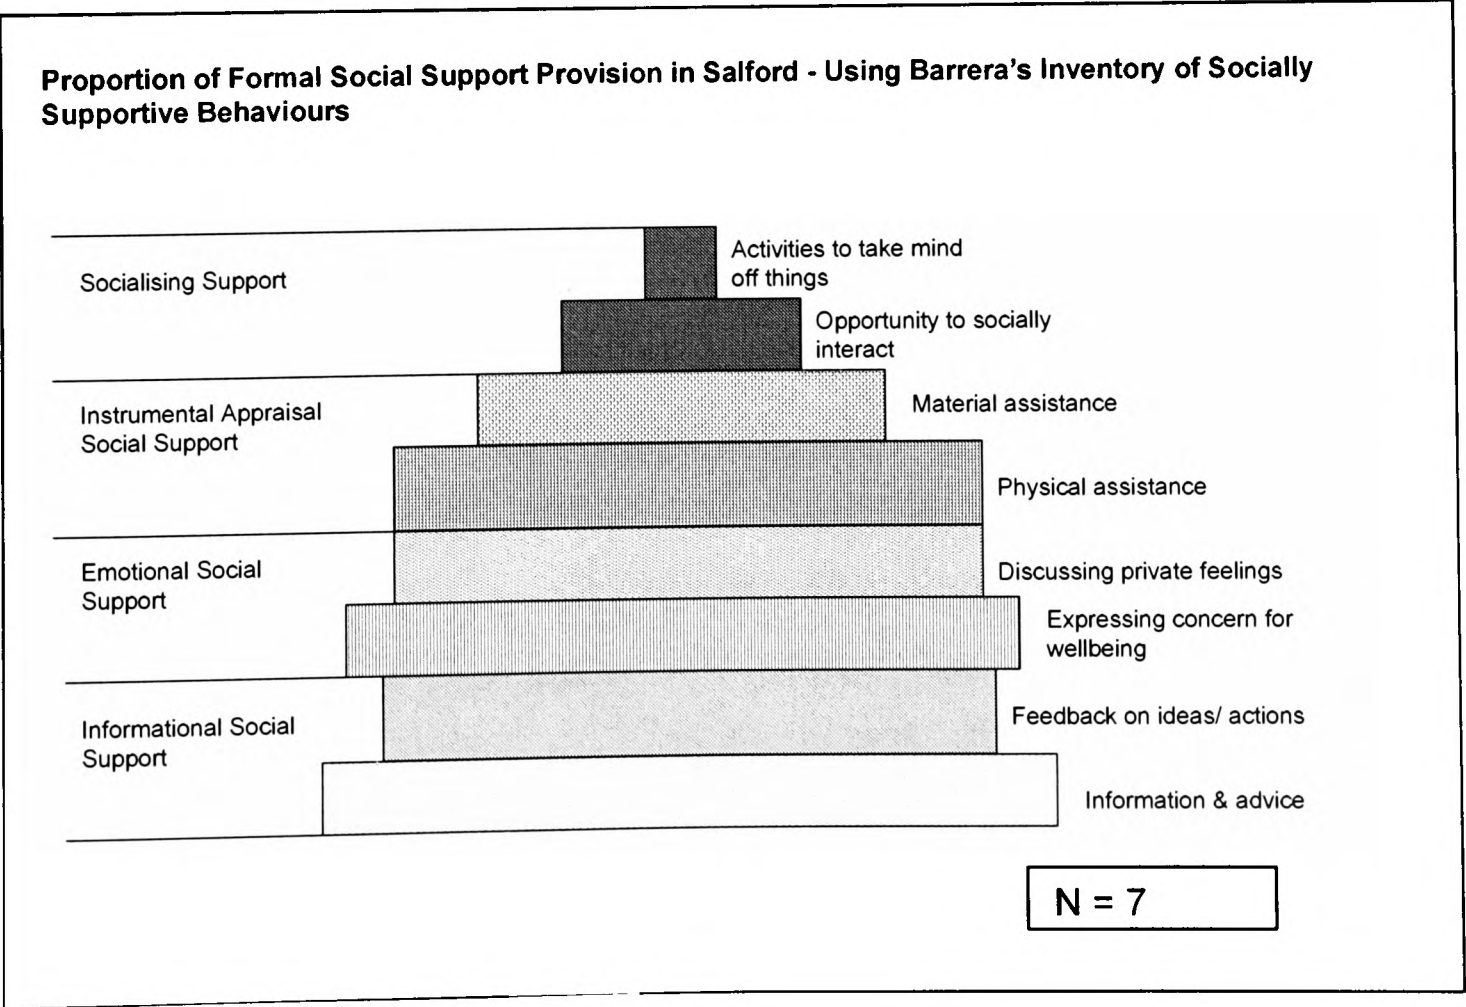 Proportion of Formal Social Support Provision in Salford - Using Barrera's Inventory of Socially
Supportive Behaviours
Socialising Support
Activities to take mind
off things
Opportunity to socially
interact
Instrumental Appraisal
Social Support
Material assistance
Physical assistance
Emotional Social
Support
Discussing private feelings
Expressing concern for
wellbeing
Informational Social
Support
Feedback on ideas/ actions
Information & advice
N = 7